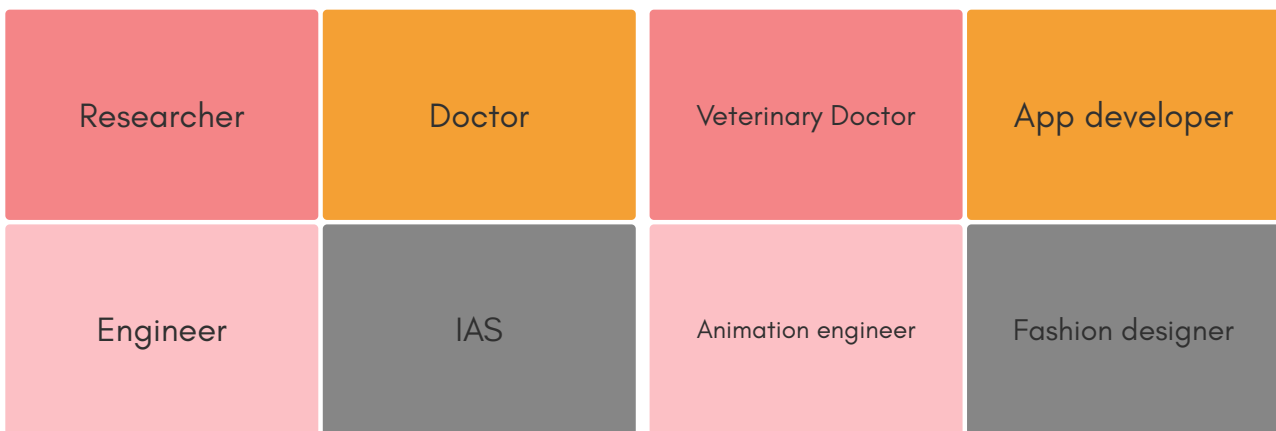 Researcher
Doctor
Veterinary Doctor
App developer
Engineer
IAS
Animation engineer
Fashion designer